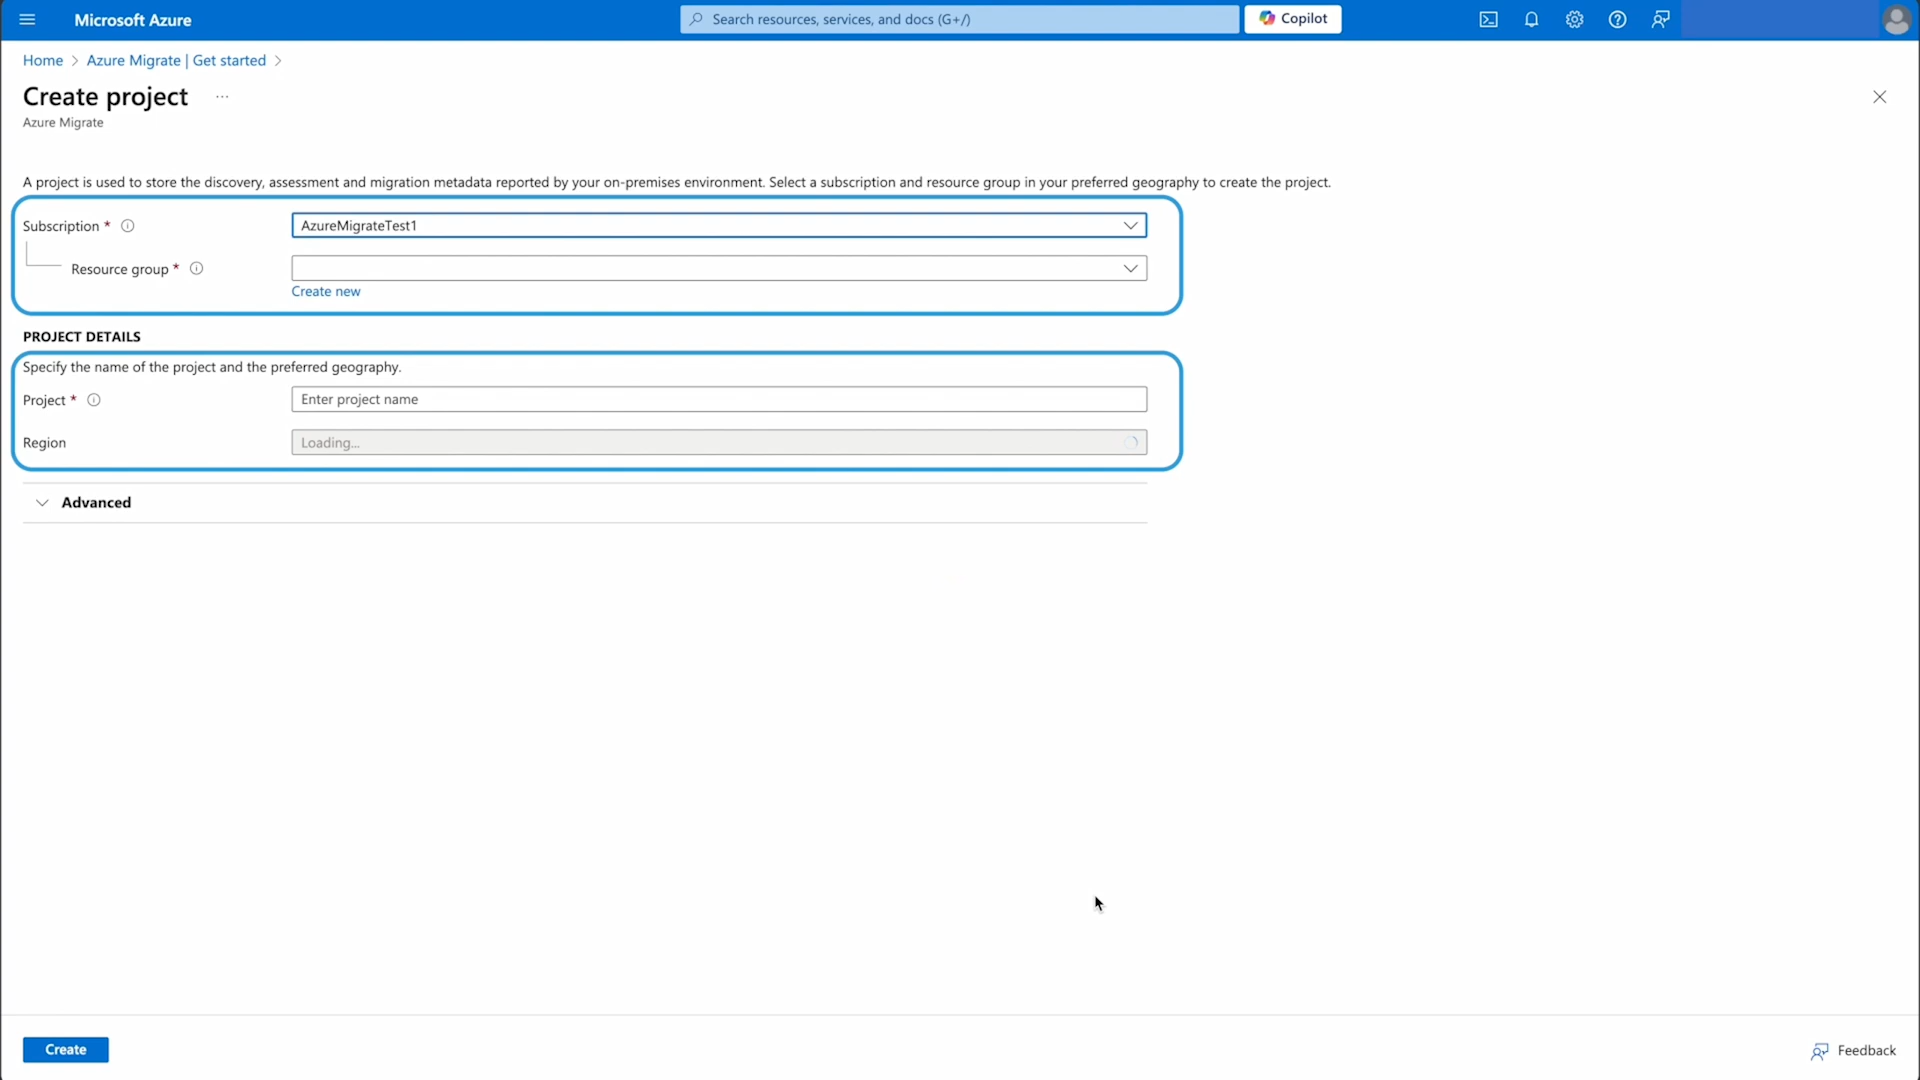 Microsoft Azure
Search resources, services, and docs (G+/)
Copilot
Home > Azure Migrate | Get started >
Create project ...
Azure Migrate
A project is used to store the discovery, assessment and migration metadata reported by your on-premises environment. Select a subscription and resource group in your preferred geography to create the project.
Subscription * AzureMigrateTest1
Resource group *
Create new
PROJECT DETAILS
Specify the name of the project and the preferred geography.
Project * Enter project name
Region Loading...
Advanced
Create
Feedback